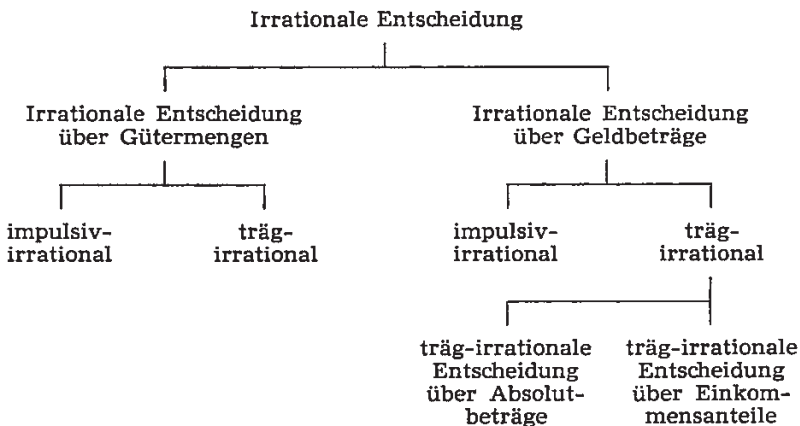 Irrationale Entscheidung
Irrationale Entscheidung
über Gütermengen
Irrationale Entscheidung
über Geldbeträge
impulsiv-
irrational
träg-
irrational
impulsiv-
irrational
träg-
irrational
träg-irrationale
Entscheidung
über Absolut-
beträge
träg-irrationale
Entscheidung
über Einkom-
mensanteile